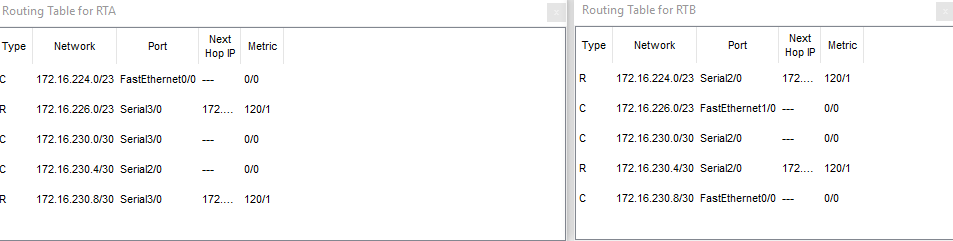 Routing Table for RTA
Type Network Port Next Hop IP Metric
C 172.16.224.0/23 FastEthernet0/0 --- 0/0
R 172.16.226.0/23 Serial3/0 172.... 120/1
C 172.16.230.0/30 Serial3/0 --- 0/0
C 172.16.230.4/30 Serial2/0 --- 0/0
R 172.16.230.8/30 Serial3/0 172.... 120/1
Routing Table for RTB
Type Network Port Next Hop IP Metric
R 172.16.224.0/23 Serial2/0 172.... 120/1
C 172.16.226.0/23 FastEthernet1/0 --- 0/0
C 172.16.230.0/30 Serial2/0 --- 0/0
R 172.16.230.4/30 Serial2/0 172.... 120/1
C 172.16.230.8/30 FastEthernet0/0 --- 0/0